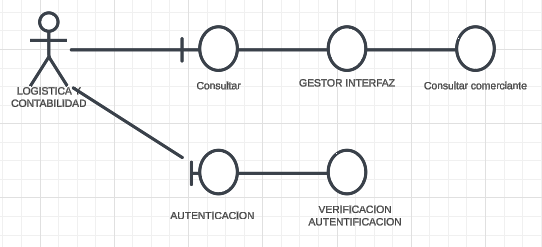 LOGISTICA Y
CONTABILIDAD
Consultar
GESTOR INTERFAZ
Consultar comerciante
AUTENTICACION
VERIFICACION
AUTENTIFICACION